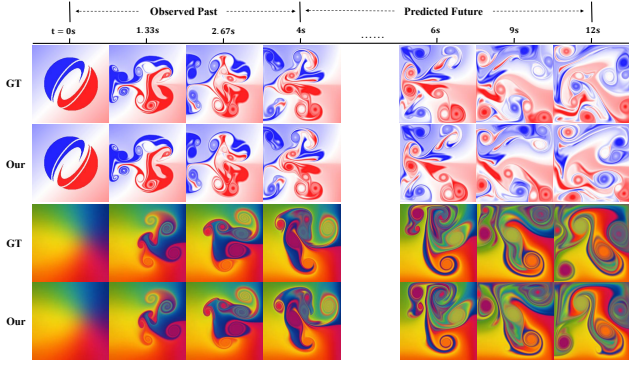 Observed Past
Predicted Future
t = 0s 1.33s 2.67s 4s ...... 6s 9s 12s
GT
Our
GT
Our